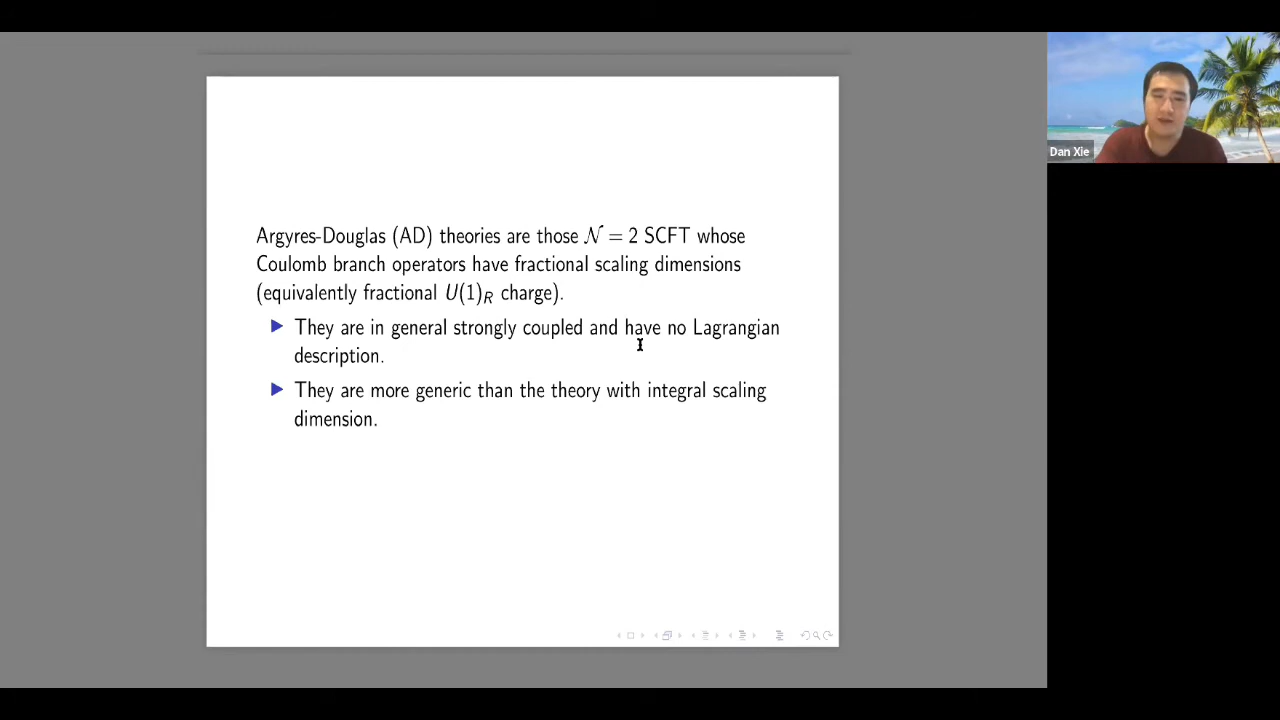 Argyres-Douglas (AD) theories are those 𝒩 = 2 SCFT whose
Coulomb branch operators have fractional scaling dimensions
(equivalently fractional U(1)_R charge).
▶ They are in general strongly coupled and have no Lagrangian
description.
▶ They are more generic than the theory with integral scaling
dimension.
Dan Xie